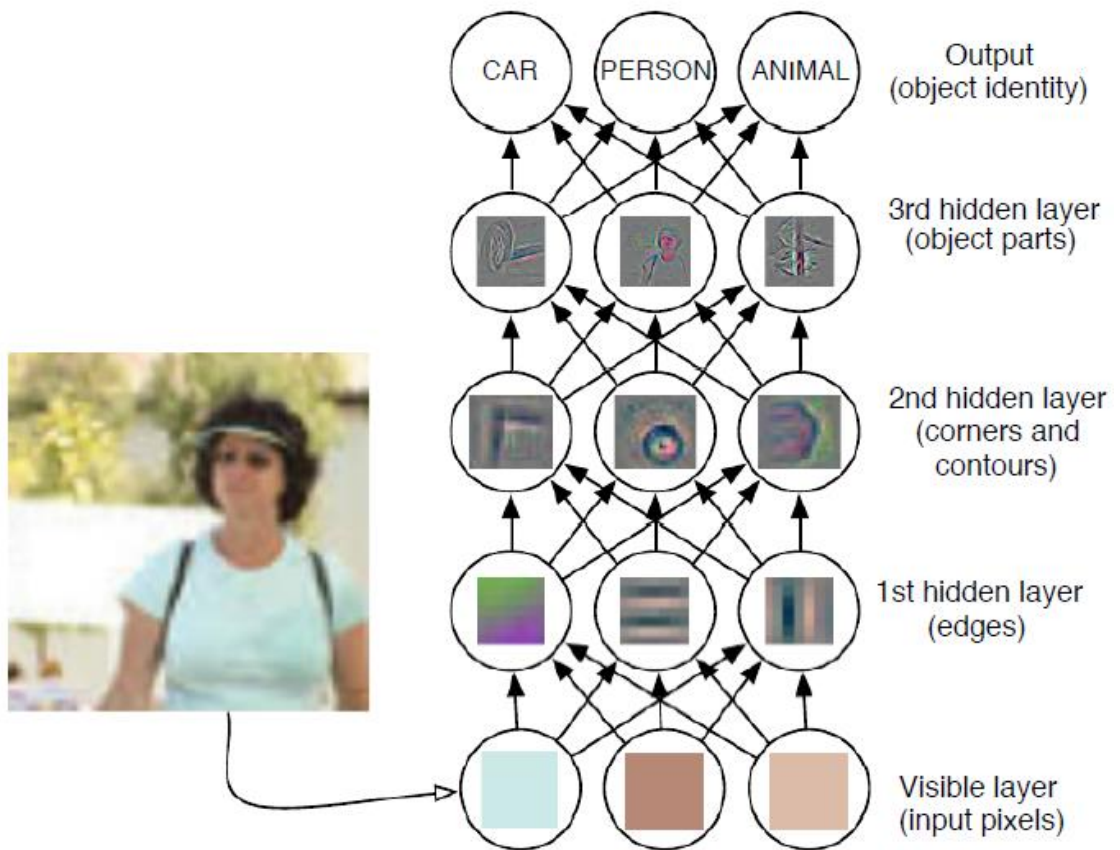 CAR
PERSON
ANIMAL
Output
(object identity)
3rd hidden layer
(object parts)
2nd hidden layer
(corners and
contours)
1st hidden layer
(edges)
Visible layer
(input pixels)